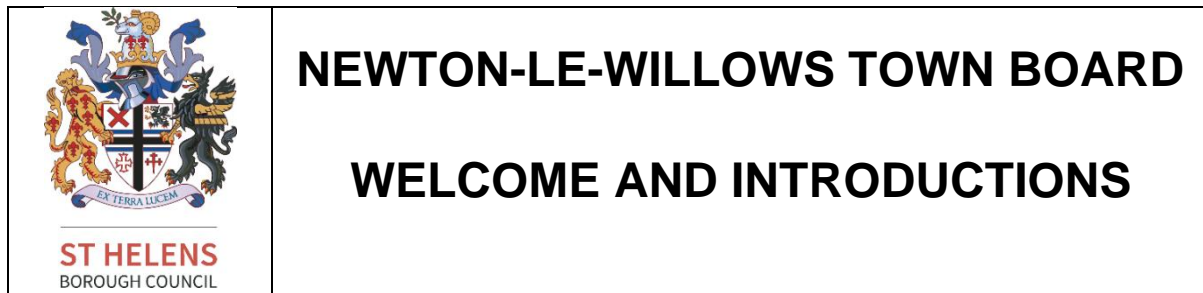 EX TERRA LUCEM
ST HELENS
BOROUGH COUNCIL
NEWTON-LE-WILLOWS TOWN BOARD
WELCOME AND INTRODUCTIONS